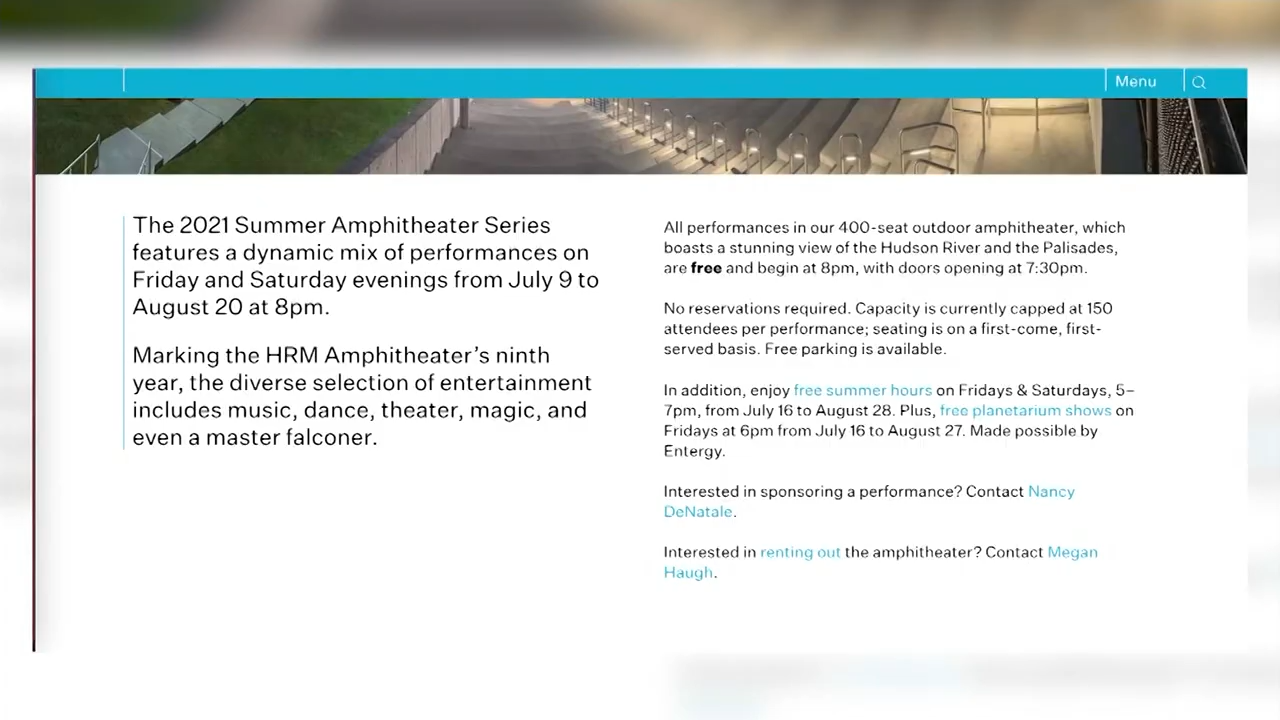 Menu
The 2021 Summer Amphitheater Series
features a dynamic mix of performances on
Friday and Saturday evenings from July 9 to
August 20 at 8pm.
Marking the HRM Amphitheater’s ninth
year, the diverse selection of entertainment
includes music, dance, theater, magic, and
even a master falconer.
All performances in our 400-seat outdoor amphitheater, which
boasts a stunning view of the Hudson River and the Palisades,
are free and begin at 8pm, with doors opening at 7:30pm.
No reservations required. Capacity is currently capped at 150
attendees per performance; seating is on a first-come, first-
served basis. Free parking is available.
In addition, enjoy free summer hours on Fridays & Saturdays, 5–
7pm, from July 16 to August 28. Plus, free planetarium shows on
Fridays at 6pm from July 16 to August 27. Made possible by
Entergy.
Interested in sponsoring a performance? Contact Nancy
DeNatale.
Interested in renting out the amphitheater? Contact Megan
Haugh.